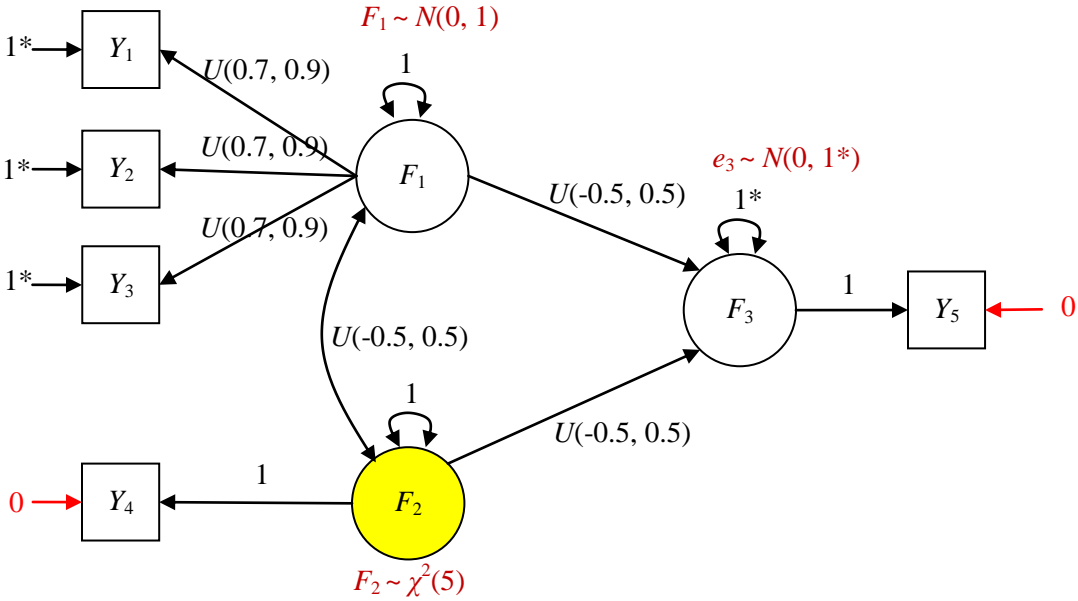 F₁ ~ N(0, 1)
1* Y₁
U(0.7, 0.9)
1
1* Y₂
U(0.7, 0.9)
F₁
e₃ ~ N(0, 1*)
U(-0.5, 0.5)
1*
U(0.7, 0.9)
1* Y₃
1
F₃
Y₅ 0
U(-0.5, 0.5)
1
U(-0.5, 0.5)
1
0 Y₄
F₂
F₂ ~ χ²(5)